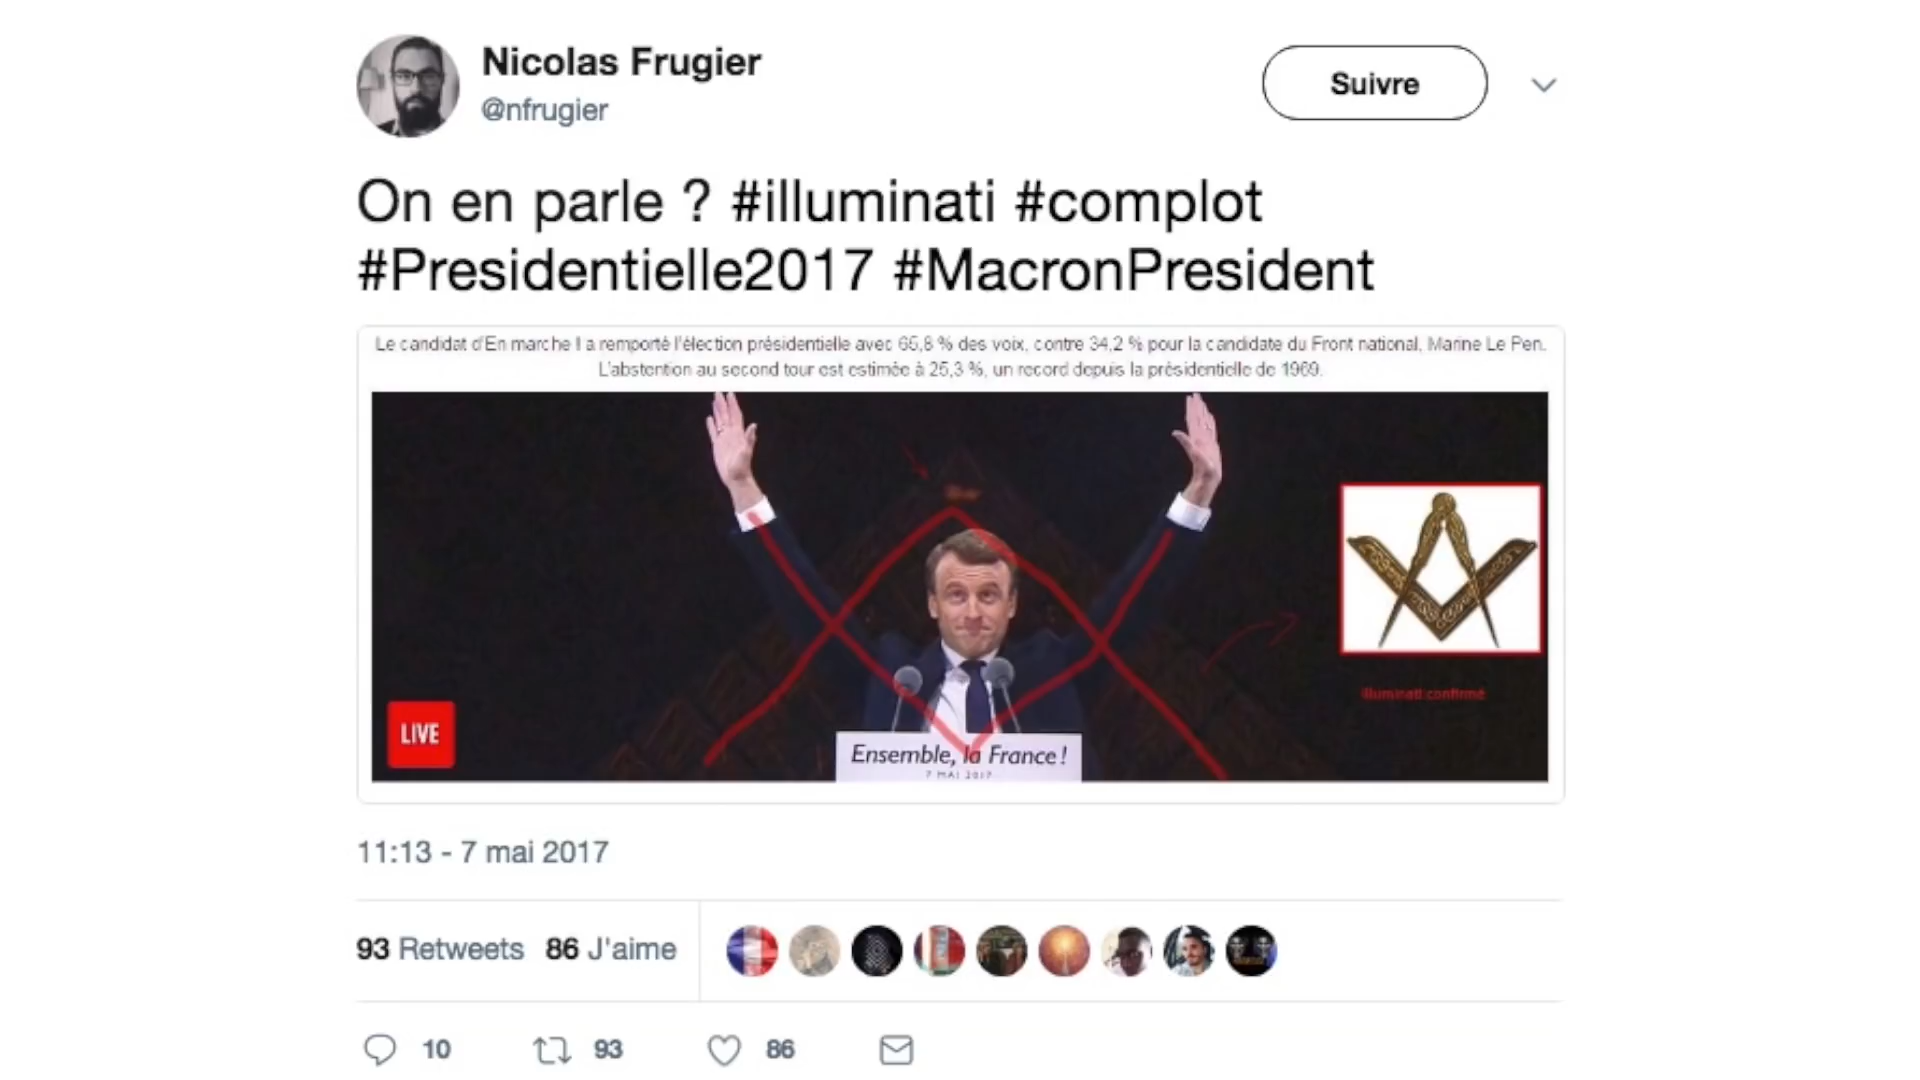 Nicolas Frugier
@nfrugier
Suivre
On en parle ? #illuminati #complot
#Presidentielle2017 #MacronPresident
Le candidat d'En marche ! a remporté l'élection présidentielle avec 65,8 % des voix, contre 34,2 % pour la candidate du Front national, Marine Le Pen.
L'abstention au second tour est estimée à 25,3 %, un record depuis la présidentielle de 1969.
illuminati confirmé
LIVE
Ensemble, la France !
7 MAI 2017
11:13 - 7 mai 2017
93 Retweets 86 J'aime
10 93 86